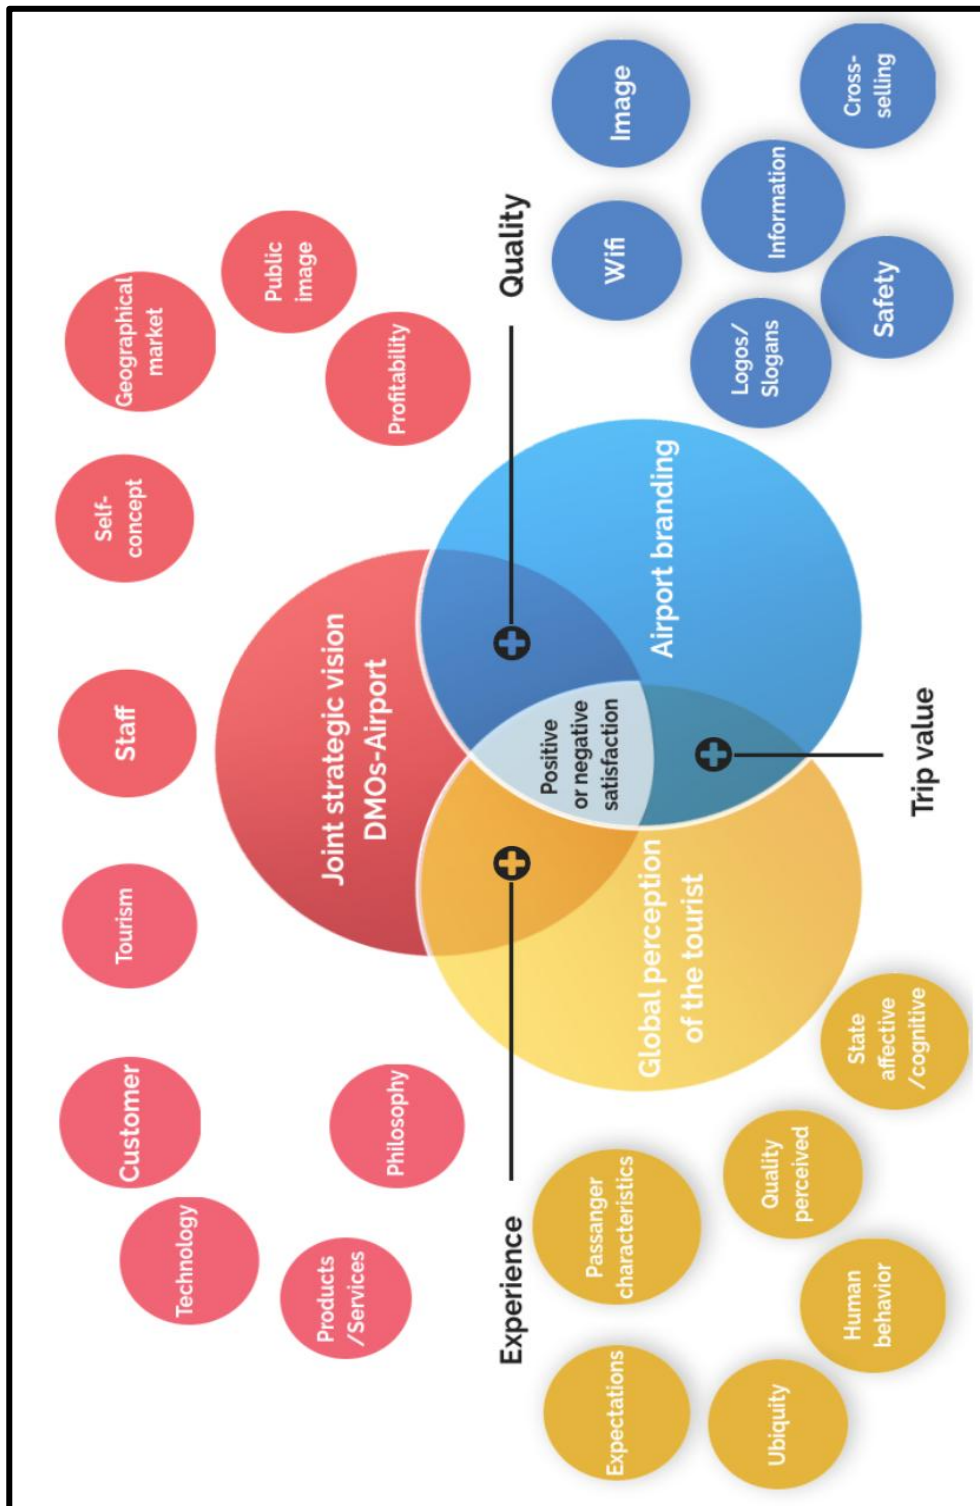 Customer
Tourism
Staff
Self-
concept
Geographical
market
Technology
Public
image
Products
/Services
Philosophy
Profitability
Joint strategic vision
DMOs-Airport
Experience
Quality
Positive
or negative
satisfaction
Global perception
of the tourist
Airport branding
Trip value
Expectations
Passanger
characteristics
Ubiquity
Quality
perceived
Human
behavior
State
affective
/cognitive
Wifi
Image
Logos/
Slogans
Information
Safety
Cross-
selling